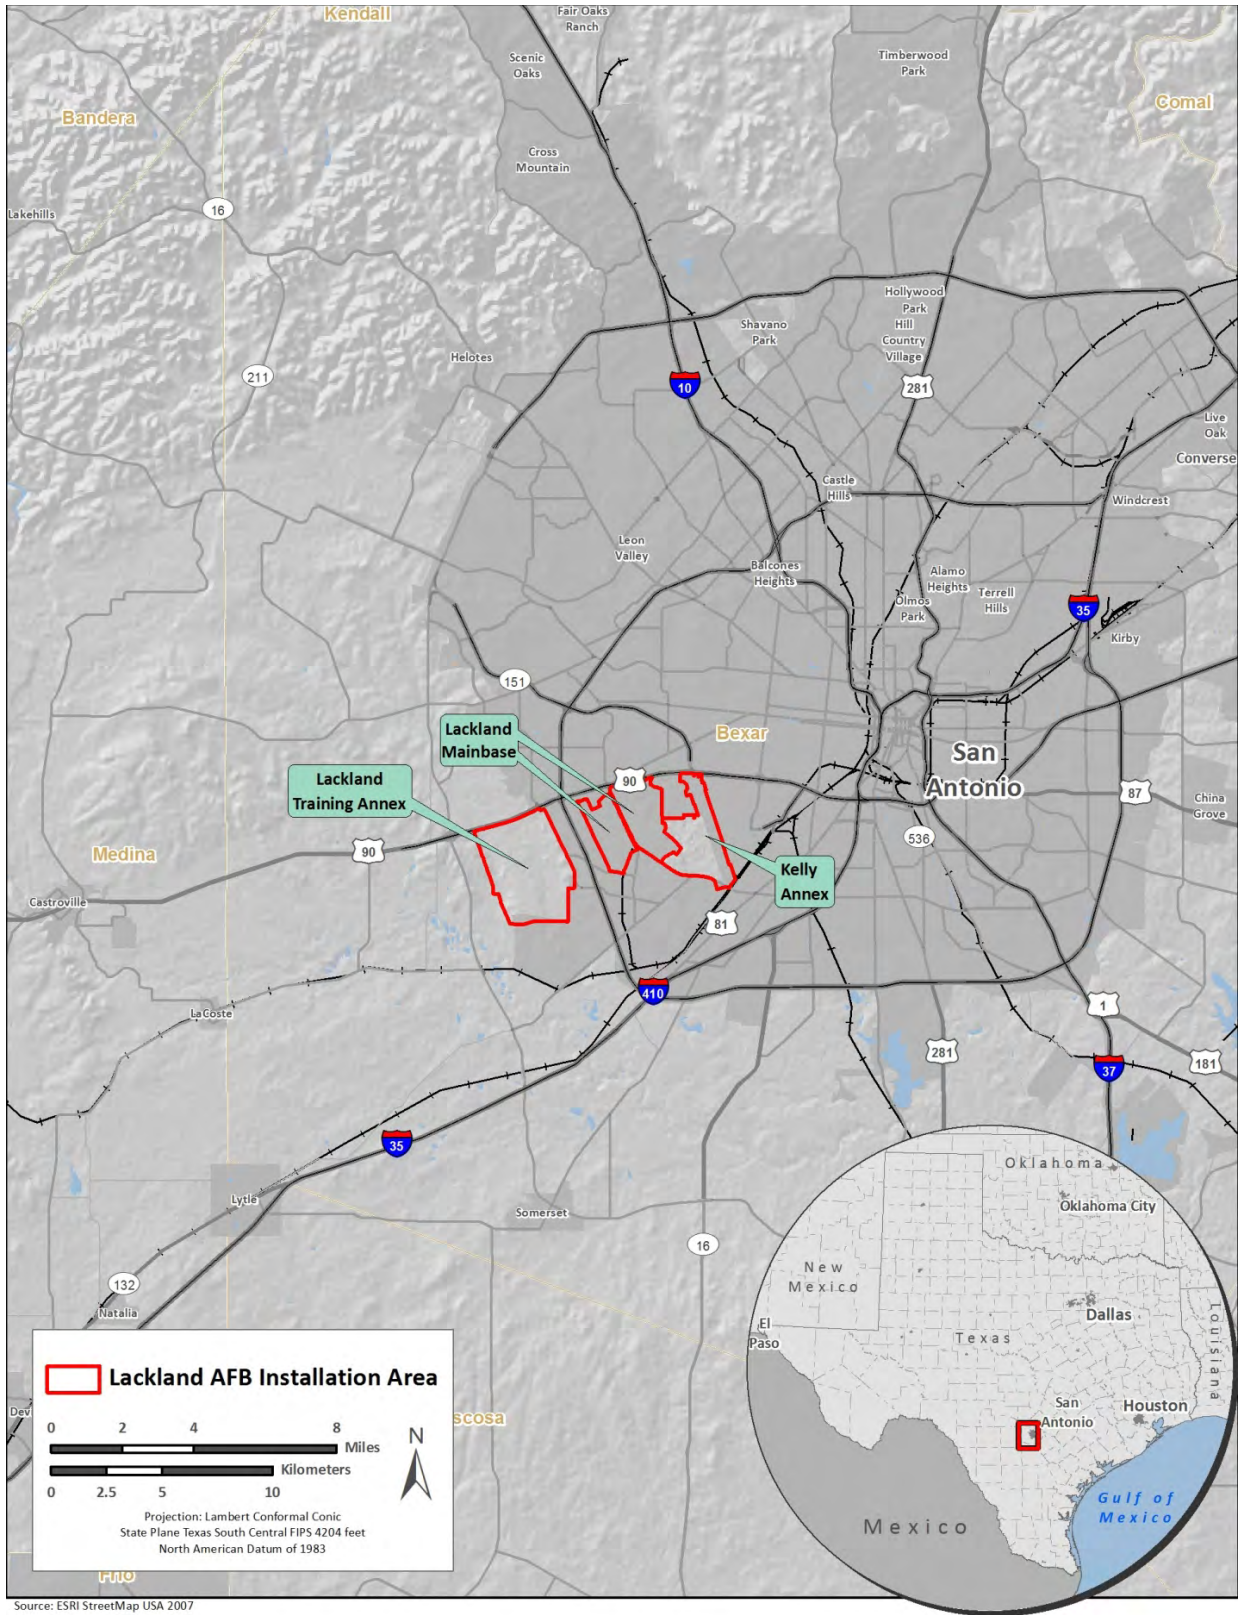 Kendall
Fair Oaks
Ranch
Scenic
Oaks
Timberwood
Park
Bandera
Comal
Cross
Mountain
Lakehills
16
Hollywood
Park
Hill
Country
Village
Shavano
Park
Helotes
211
10
281
Live
Oak
Converse
Castle
Hills
Windcrest
Leon
Valley
Balcones
Heights
Alamo
Heights
Terrell
Hills
Olmos
Park
35
Kirby
151
Lackland
Mainbase
Bexar
San
Antonio
90
Lackland
Training Annex
87
China
Grove
536
Medina
90
Kelly
Annex
Castroville
81
410
LaCoste
1
281
37
181
35
Lytle
Somerset
16
132
Natalia
Oklahoma
Oklahoma City
New
Mexico
Dallas
El
Paso
Texas
Louisiana
San
Antonio
Houston
Gulf of
Mexico
Mexico
Lackland AFB Installation Area
Dev
scosa
0 2 4 8
Miles
N
Kilometers
0 2.5 5 10
Projection: Lambert Conformal Conic
State Plane Texas South Central FIPS 4204 feet
North American Datum of 1983
Frio
Source: ESRI StreetMap USA 2007